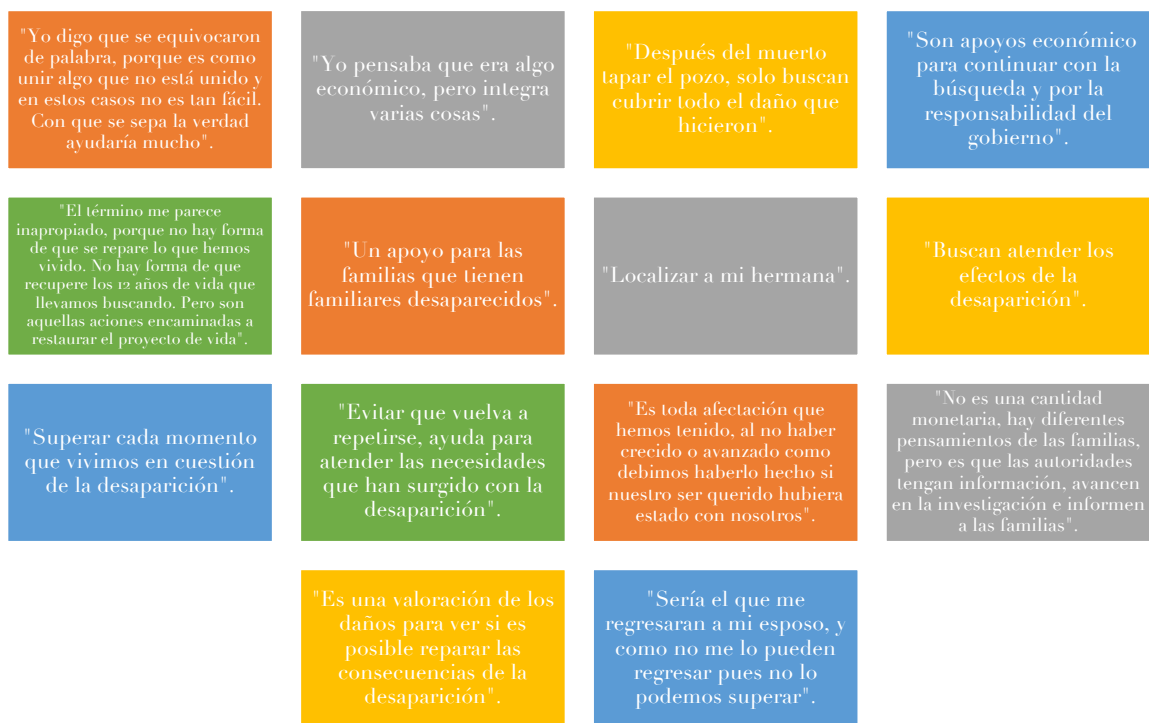 "Yo digo que se equivocaron
de palabra, porque es como
unir algo que no está unido y
en estos casos no es tan fácil.
Con que se sepa la verdad
ayudaría mucho".
"Yo pensaba que era algo
económico, pero integra
varias cosas".
"Después del muerto
tapar el pozo, solo buscan
cubrir todo el daño que
hicieron".
"Son apoyos económico
para continuar con la
búsqueda y por la
responsabilidad del
gobierno".
"El término me parece
inapropiado, porque no hay forma
de que se repare lo que hemos
vivido. No hay forma de que
recupere los 12 años de vida que
llevamos buscando. Pero son
aquellas aciones encaminadas a
restaurar el proyecto de vida".
"Un apoyo para las
familias que tienen
familiares desaparecidos".
"Localizar a mi hermana".
"Buscan atender los
efectos de la
desaparición".
"Superar cada momento
que vivimos en cuestión
de la desaparición".
"Evitar que vuelva a
repetirse, ayuda para
atender las necesidades
que han surgido con la
desaparición".
"Es toda afectación que
hemos tenido, al no haber
crecido o avanzado como
debimos haberlo hecho si
nuestro ser querido hubiera
estado con nosotros".
"No es una cantidad
monetaria, hay diferentes
pensamientos de las familias,
pero es que las autoridades
tengan información, avancen
en la investigación e informen
a las familias".
"Es una valoración de los
daños para ver si es
posible reparar las
consecuencias de la
desaparición".
"Sería el que me
regresaran a mi esposo, y
como no me lo pueden
regresar pues no lo
podemos superar".